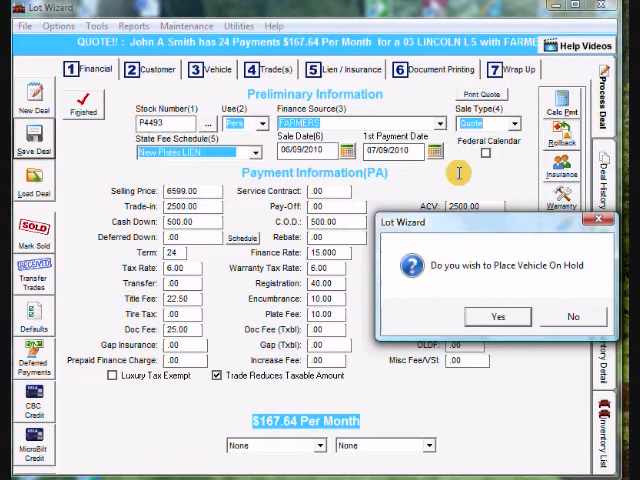 Lot Wizard
File Options Tools Reports Maintenance Utilities Help
QUOTE!! : John A Smith has 24 Payments $167.64 Per Month for a 03 LINCOLN LS with FARME
Help Videos
1 Financial 2 Customer 3 Vehicle 4 Trade(s) 5 Lien / Insurance 6 Document Printing 7 Wrap Up
New Deal
Save Deal
Load Deal
SOLD
Mark Sold
RECEIVED
Transfer Trades
Defaults
Deferred Payments
CBC Credit
MicroBilt Credit
Finished
Preliminary Information
Print Quote
Stock Number(1) Use(2) Finance Source(3) Sale Type(4)
P4493 ... Pers FARMERS Quote
State Fee Schedule(5) Sale Date(6) 1st Payment Date Federal Calendar
New Plates LIEN 06/09/2010 07/09/2010
Payment Information(PA)
Selling Price: 6599.00 Service Contract: .00
Trade-in: 2500.00 Pay-Off: .00 ACV: 2500.00
Cash Down: 500.00 C.O.D.: 500.00
Deferred Down: .00 Schedule Rebate: .00
Term: 24 Finance Rate: 15.000
Tax Rate: 6.00 Warranty Tax Rate: 6.00
Transfer: .00 Registration: 40.00
Title Fee: 22.50 Encumbrance: 10.00
Tire Tax: .00 Plate Fee: 10.00
Doc Fee: 25.00 Doc Fee (Txbl): .00
Gap Insurance: .00 Gap (Txbl): .00 OLDF: .00
Prepaid Finance Charge: .00 Increase Fee: .00 Misc Fee/VSI: .00
Luxury Tax Exempt Trade Reduces Taxable Amount
$167.64 Per Month
None None
Calc Pmt
Rollback
Insurance
Warranty
Lot Wizard
Do you wish to Place Vehicle On Hold
Yes No
Process Deal
Deal History
Inventory Detail
Inventory List